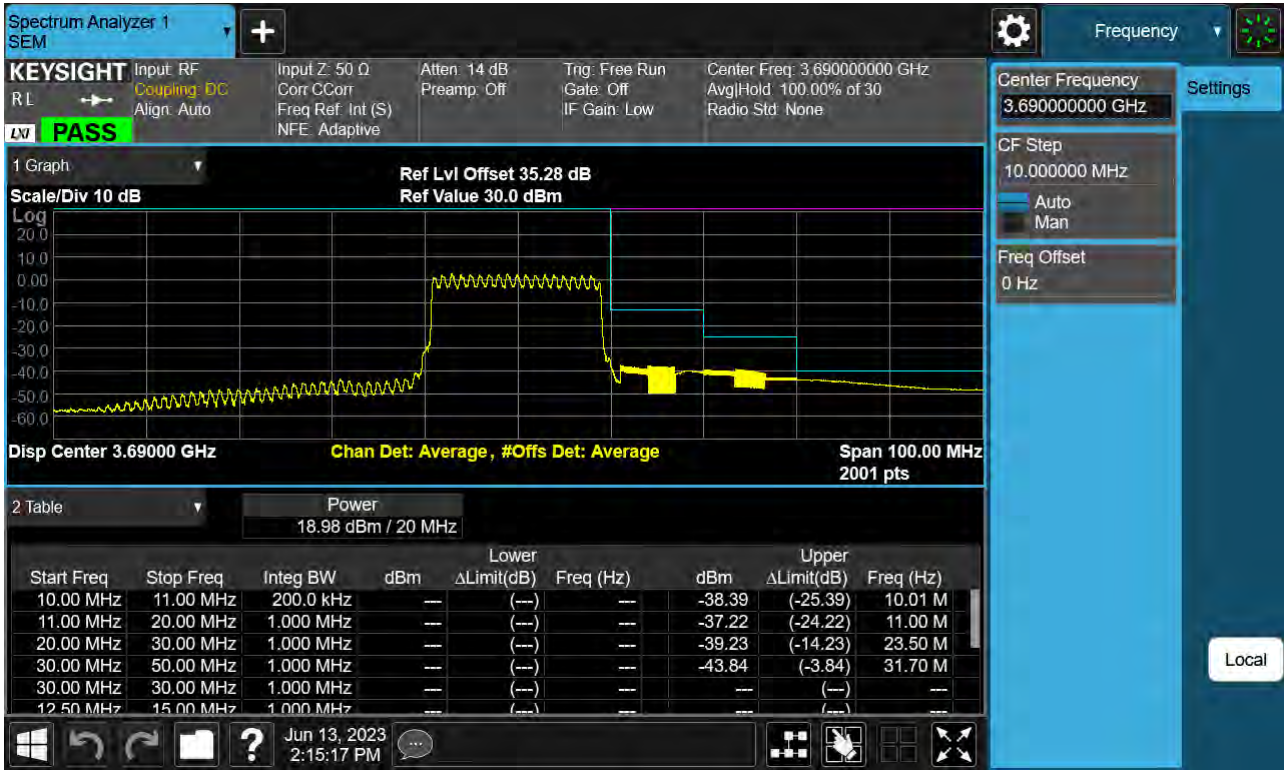 Spectrum Analyzer 1
SEM
Frequency
KEYSIGHT
RL
LXI
PASS
Input: RF
Coupling: DC
Align: Auto
Input Z: 50 Ω
Corr CCorr
Freq Ref: Int (S)
NFE: Adaptive
Atten: 14 dB
Preamp: Off
Trig: Free Run
Gate: Off
IF Gain: Low
Center Freq: 3.690000000 GHz
Avg|Hold: 100.00% of 30
Radio Std: None
Center Frequency
3.690000000 GHz
Settings
CF Step
10.000000 MHz
Auto
Man
Freq Offset
0 Hz
1 Graph
Scale/Div 10 dB
Ref Lvl Offset 35.28 dB
Ref Value 30.0 dBm
Log
20.0
10.0
0.00
-10.0
-20.0
-30.0
-40.0
-50.0
-60.0
Disp Center 3.69000 GHz
Chan Det: Average , #Offs Det: Average
Span 100.00 MHz
2001 pts
2 Table
Power
18.98 dBm / 20 MHz
Lower Upper
Start Freq Stop Freq Integ BW dBm ΔLimit(dB) Freq (Hz) dBm ΔLimit(dB) Freq (Hz)
10.00 MHz 11.00 MHz 200.0 kHz --- (---) --- -38.39 (-25.39) 10.01 M
11.00 MHz 20.00 MHz 1.000 MHz --- (---) --- -37.22 (-24.22) 11.00 M
20.00 MHz 30.00 MHz 1.000 MHz --- (---) --- -39.23 (-14.23) 23.50 M
30.00 MHz 50.00 MHz 1.000 MHz --- (---) --- -43.84 (-3.84) 31.70 M
30.00 MHz 30.00 MHz 1.000 MHz --- (---) --- --- (---) ---
12.50 MHz 15.00 MHz 1.000 MHz --- (---) --- --- (---) ---
Local
?
Jun 13, 2023
2:15:17 PM